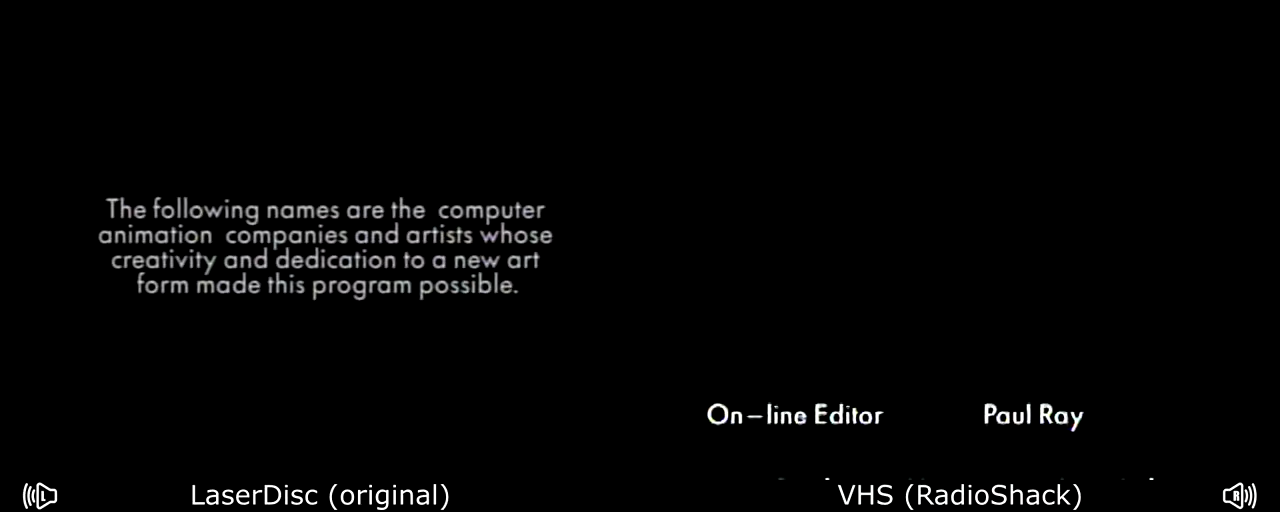 The following names are the computer
animation companies and artists whose
creativity and dedication to a new art
form made this program possible.
On–line Editor Paul Ray
LaserDisc (original)
VHS (RadioShack)
L
R